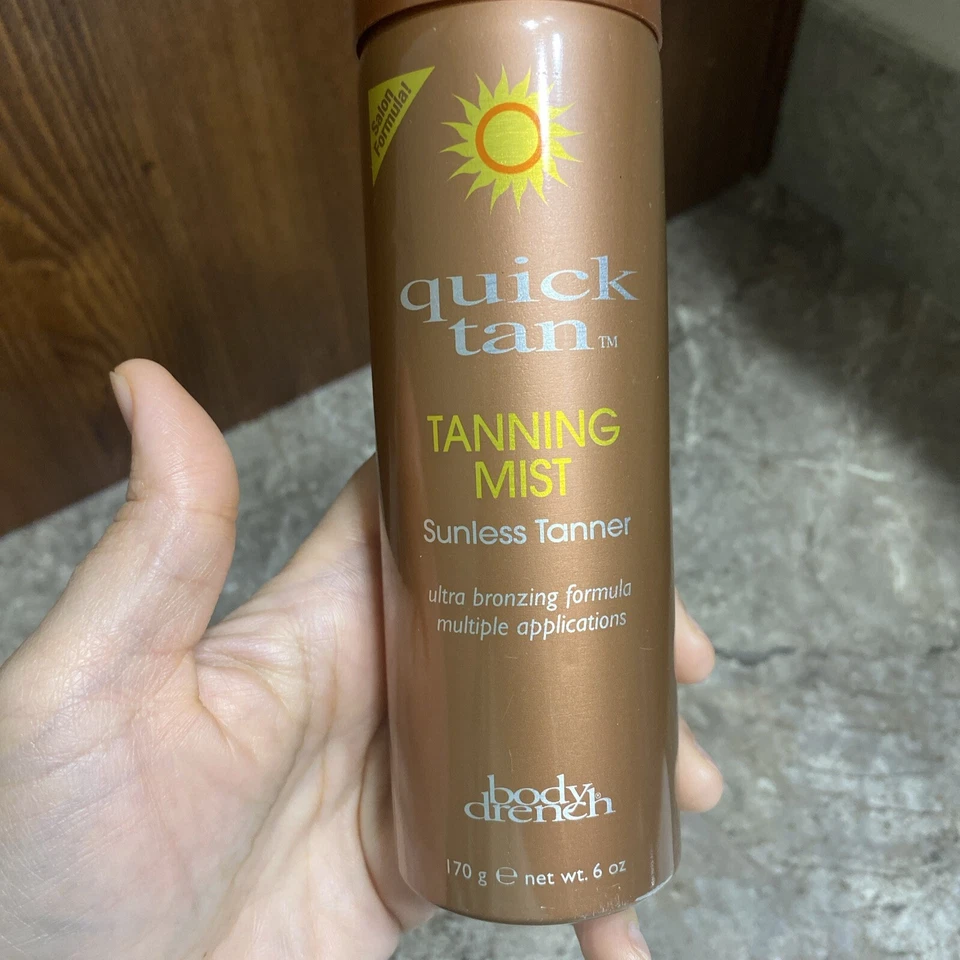 Salon
Formula!
quick
tan™
TANNING
MIST
Sunless Tanner
ultra bronzing formula
multiple applications
body
drench®
170 g ℮ net wt. 6 oz